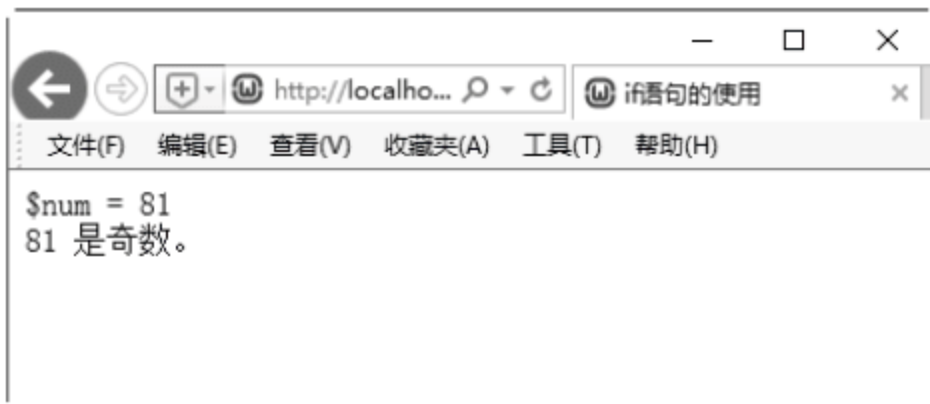 http://localho...
if语句的使用
文件(F) 编辑(E) 查看(V) 收藏夹(A) 工具(T) 帮助(H)
$num = 81
81 是奇数。